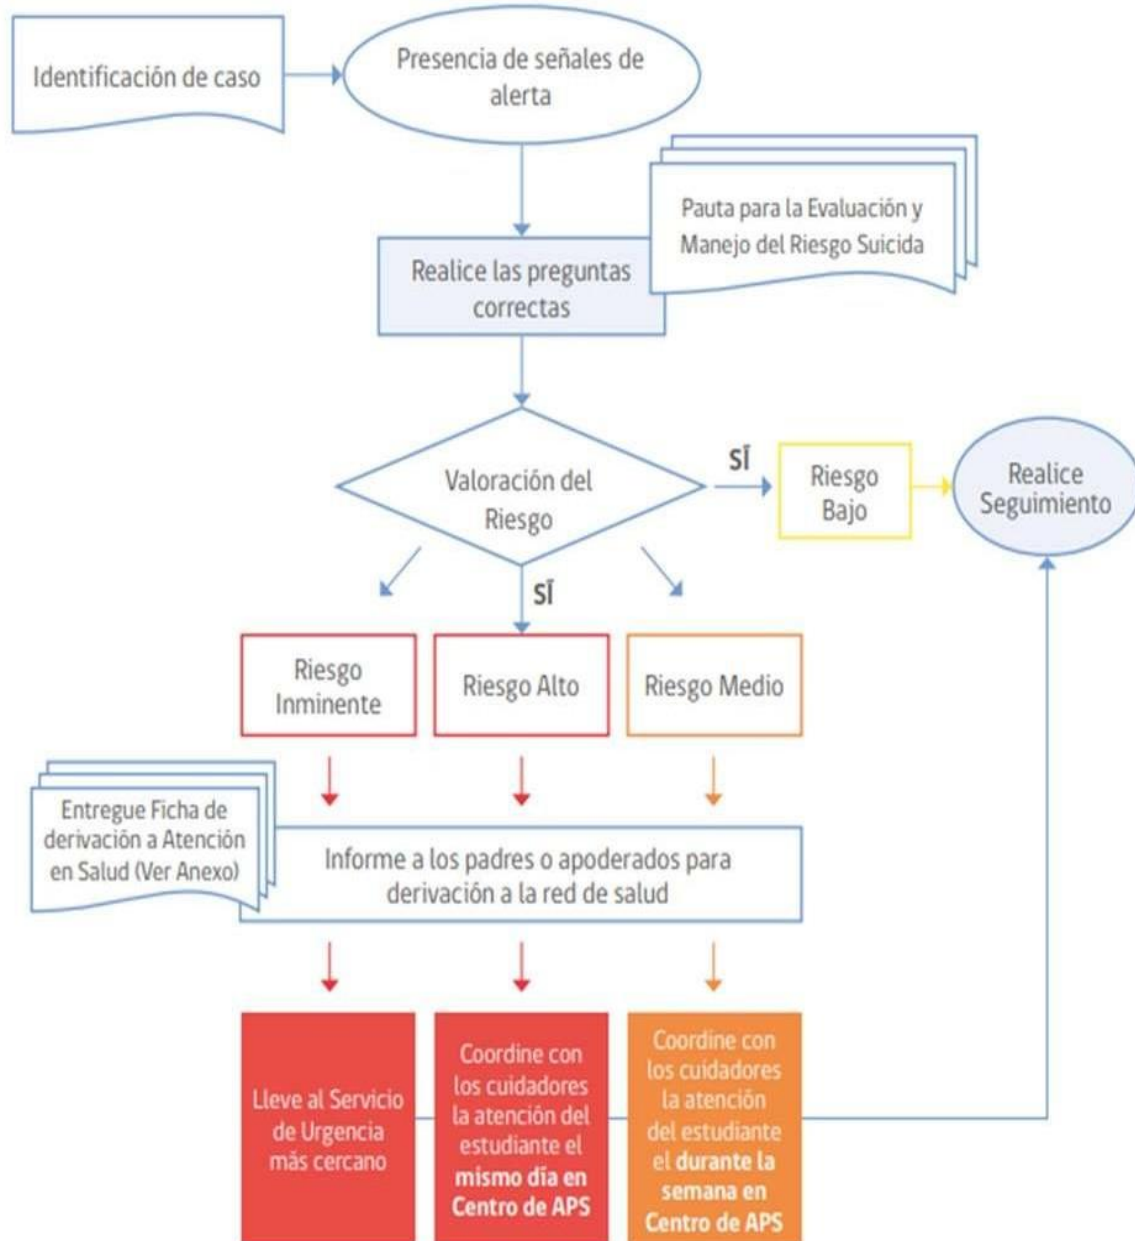 Identificación de caso
Presencia de señales de
alerta
Pauta para la Evaluación y
Manejo del Riesgo Suicida
Realice las preguntas
correctas
Valoración del
Riesgo
SÍ
Riesgo
Bajo
Realice
Seguimiento
SÍ
Riesgo
Inminente
Riesgo Alto
Riesgo Medio
Entregue Ficha de
derivación a Atención
en Salud (Ver Anexo)
Informe a los padres o apoderados para
derivación a la red de salud
Lleve al Servicio
de Urgencia
más cercano
Coordine con
los cuidadores
la atención del
estudiante el
mismo día en
Centro de APS
Coordine con
los cuidadores
la atención
del estudiante
el durante la
semana en
Centro de APS